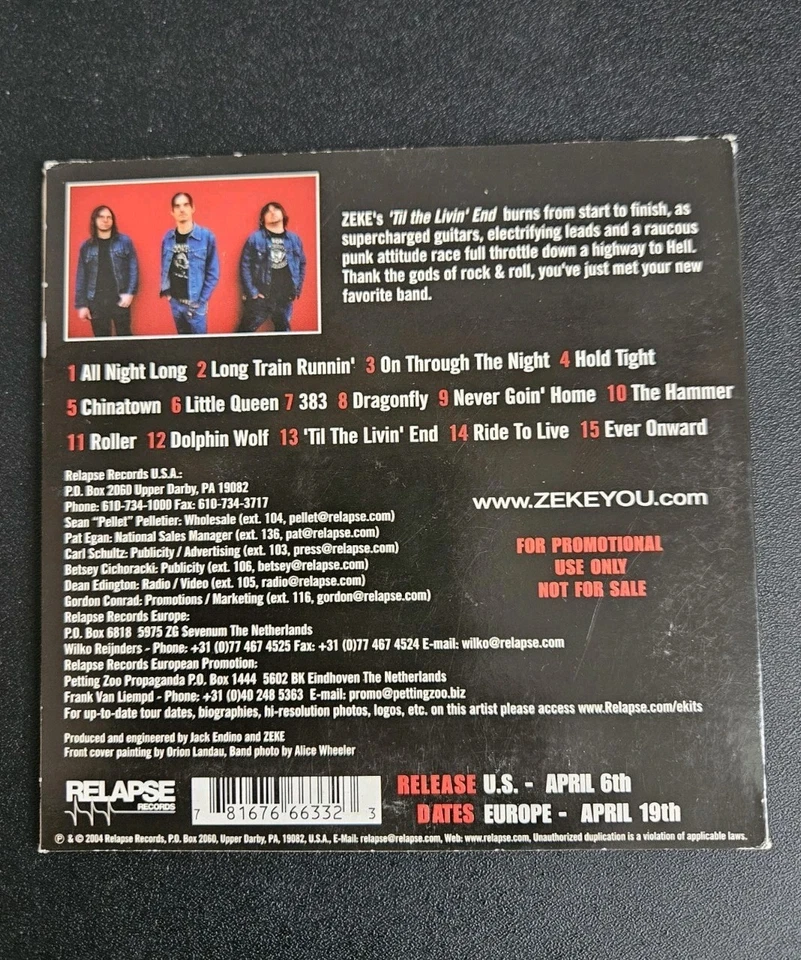 ZEKE's 'Til the Livin' End burns from start to finish, as
supercharged guitars, electrifying leads and a raucous
punk attitude race full throttle down a highway to Hell.
Thank the gods of rock & roll, you've just met your new
favorite band.
1 All Night Long 2 Long Train Runnin' 3 On Through The Night 4 Hold Tight
5 Chinatown 6 Little Queen 7 383 8 Dragonfly 9 Never Goin' Home 10 The Hammer
11 Roller 12 Dolphin Wolf 13 'Til The Livin' End 14 Ride To Live 15 Ever Onward
Relapse Records U.S.A.:
P.O. Box 2060 Upper Darby, PA 19082
Phone: 610-734-1000 Fax: 610-734-3717
Sean "Pellet" Pelletier: Wholesale (ext. 104, pellet@relapse.com)
Pat Egan: National Sales Manager (ext. 136, pat@relapse.com)
Carl Schultz: Publicity / Advertising (ext. 103, press@relapse.com)
Betsey Cichoracki: Publicity (ext. 106, betsey@relapse.com)
Dean Edington: Radio / Video (ext. 105, radio@relapse.com)
Gordon Conrad: Promotions / Marketing (ext. 116, gordon@relapse.com)
Relapse Records Europe:
P.O. Box 6818 5975 ZG Sevenum The Netherlands
Wilko Reijnders - Phone: +31 (0)77 467 4525 Fax: +31 (0)77 467 4524 E-mail: wilko@relapse.com
Relapse Records European Promotion:
Petting Zoo Propaganda P.O. Box 1444 5602 BK Eindhoven The Netherlands
Frank Van Liempd - Phone: +31 (0)40 248 5363 E-mail: promo@pettingzoo.biz
For up-to-date tour dates, biographies, hi-resolution photos, logos, etc. on this artist please access www.Relapse.com/ekits
www.ZEKEYOU.com
FOR PROMOTIONAL
USE ONLY
NOT FOR SALE
Produced and engineered by Jack Endino and ZEKE
Front cover painting by Orion Landau, Band photo by Alice Wheeler
RELAPSE
RECORDS
7 81676 66332 3
RELEASE U.S. - APRIL 6th
DATES EUROPE - APRIL 19th
℗ & © 2004 Relapse Records, P.O. Box 2060, Upper Darby, PA, 19082, U.S.A., E-Mail: relapse@relapse.com, Web: www.relapse.com, Unauthorized duplication is a violation of applicable laws.